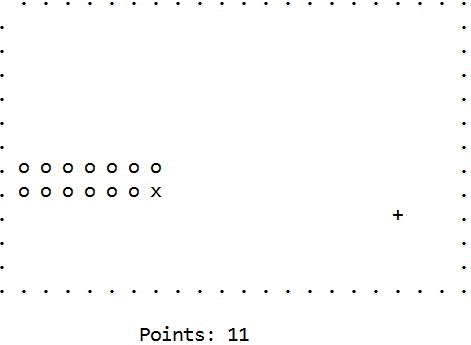 . . . . . . . . . . . . . . . . . . . . .
.                                         .
.                                         .
.                                         .
.                                         .
.                                         .
.                                         .
. o o o o o o o                           .
. o o o o o o x                           .
.                                   +     .
.                                         .
.                                         .
. . . . . . . . . . . . . . . . . . . . . .
Points: 11